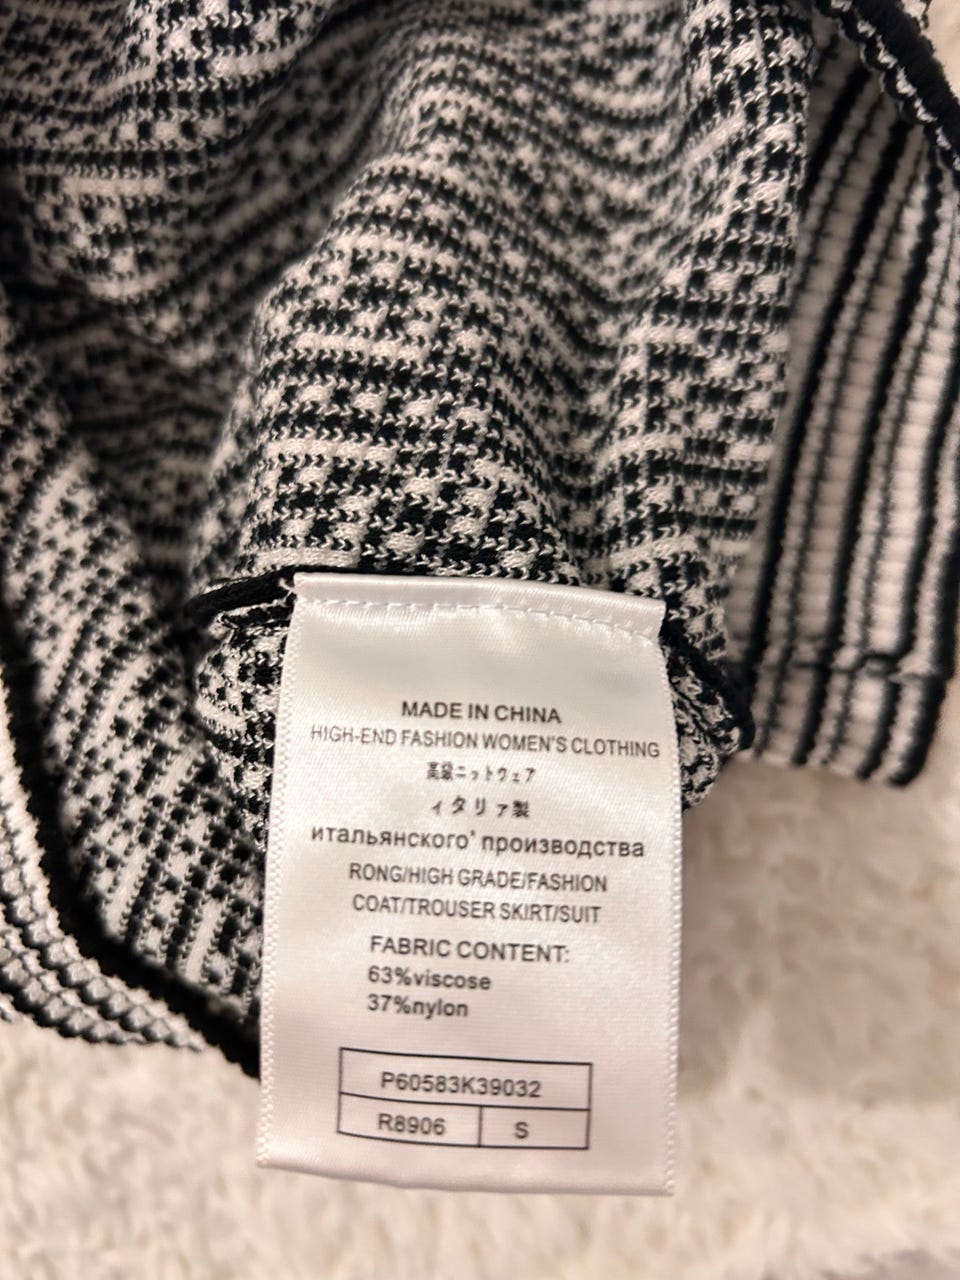 MADE IN CHINA
HIGH-END FASHION WOMEN'S CLOTHING
高級ニットウェア
イタリア製
итальянского' производства
RONG/HIGH GRADE/FASHION
COAT/TROUSER SKIRT/SUIT
FABRIC CONTENT:
63%viscose
37%nylon
P60583K39032
R8906 S